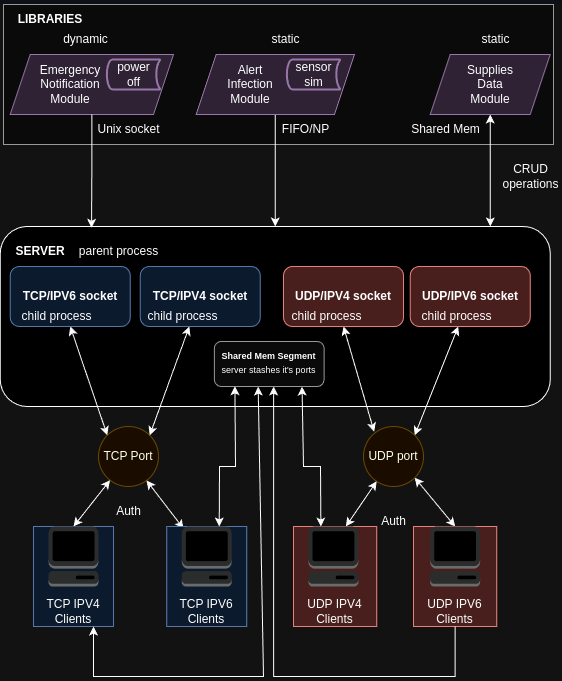 LIBRARIES
dynamic
static
static
Emergency
Notification
Module
power
off
Alert
Infection
Module
sensor
sim
Supplies
Data
Module
Unix socket
FIFO/NP
Shared Mem
CRUD
operations
SERVER parent process
TCP/IPV6 socket
child process
TCP/IPV4 socket
child process
UDP/IPV4 socket
child process
UDP/IPV6 socket
child process
Shared Mem Segment
server stashes it's ports
TCP Port
UDP port
Auth
Auth
TCP IPV4
Clients
TCP IPV6
Clients
UDP IPV4
Clients
UDP IPV6
Clients